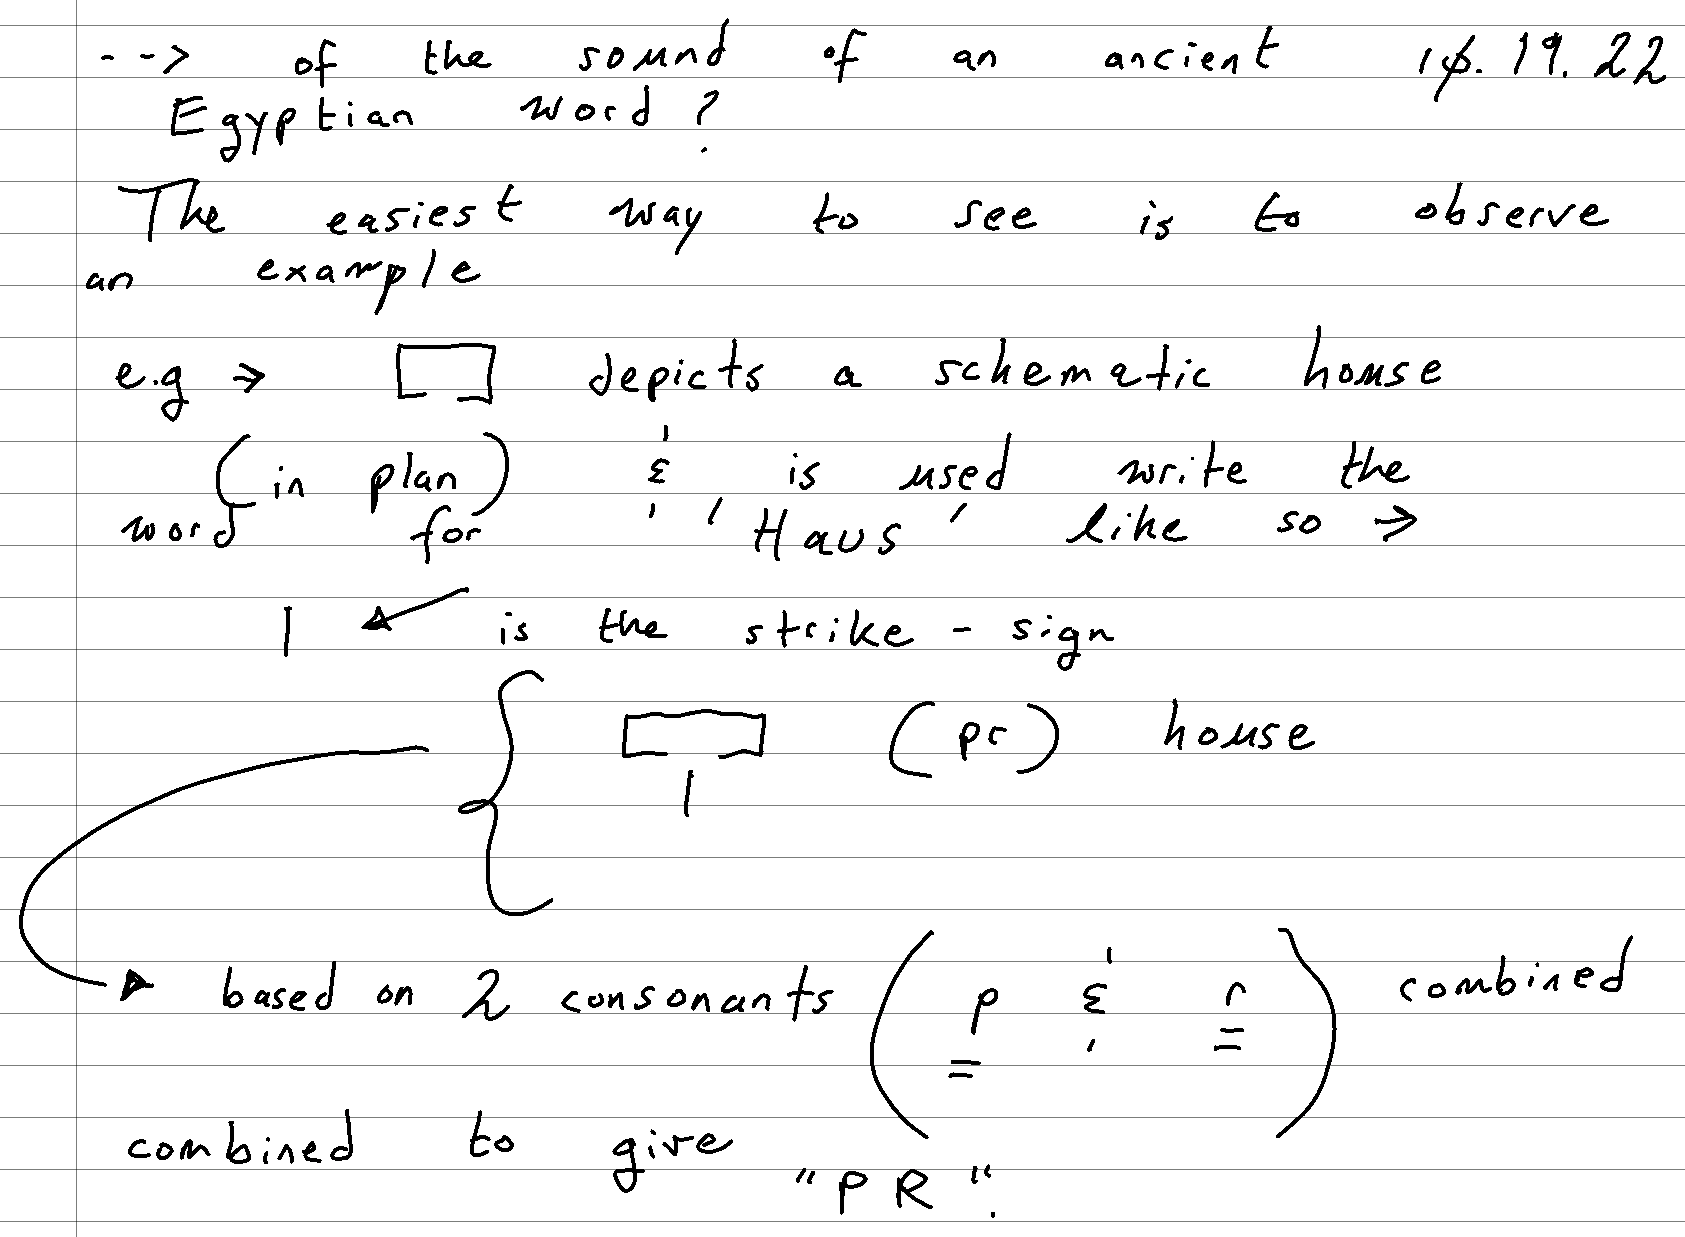 --> of the sound of an ancient 10.19.22
Egyptian word?
The easiest way to see is to observe
an example
e.g → depicts a schematic house
(in plan) & is used write the
word for 'Haus' like so →
| is the strike-sign
(pr) house
based on 2 consonants (p & r) combined
combined to give
"PR".